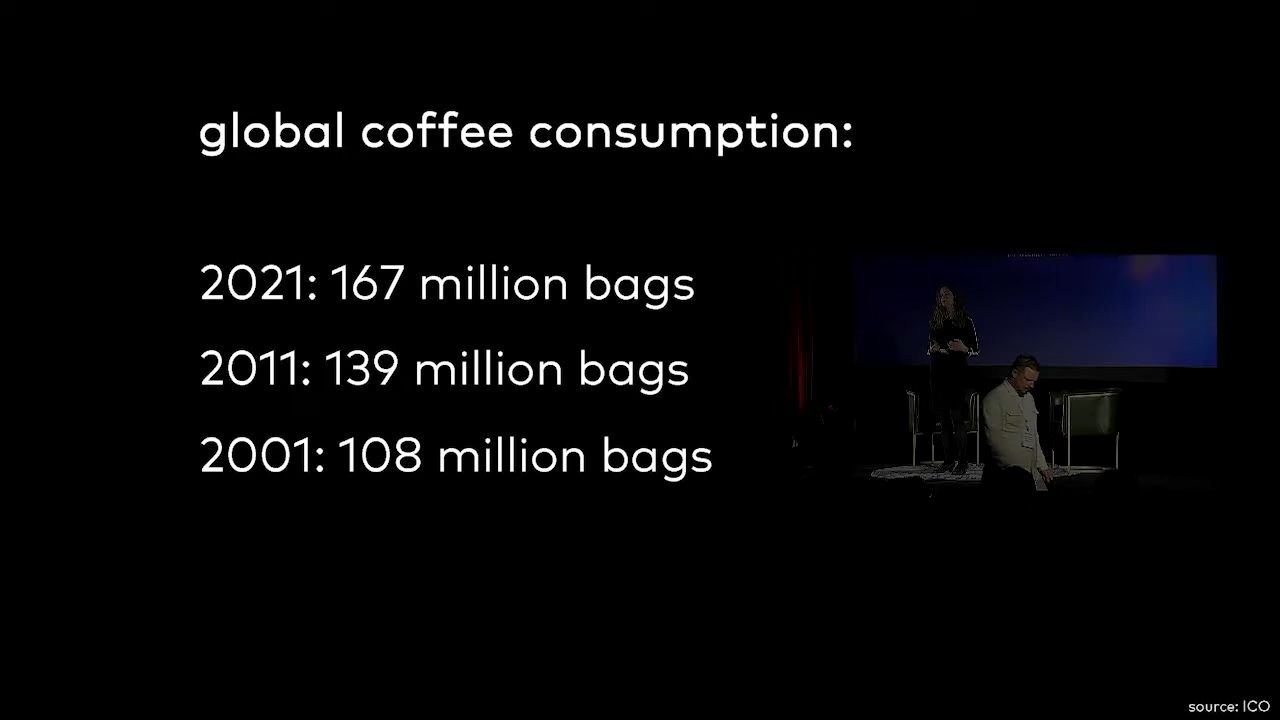 global coffee consumption:
2021: 167 million bags
2011: 139 million bags
2001: 108 million bags
source: ICO